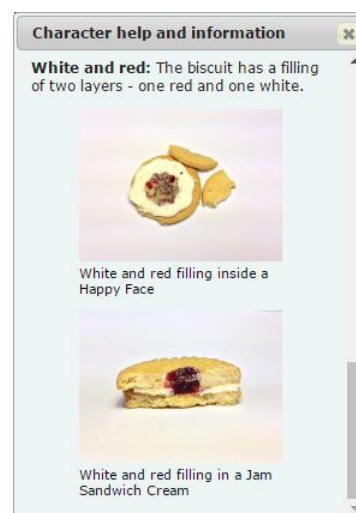 Character help and information
White and red: The biscuit has a filling
of two layers - one red and one white.
White and red filling inside a
Happy Face
White and red filling in a Jam
Sandwich Cream